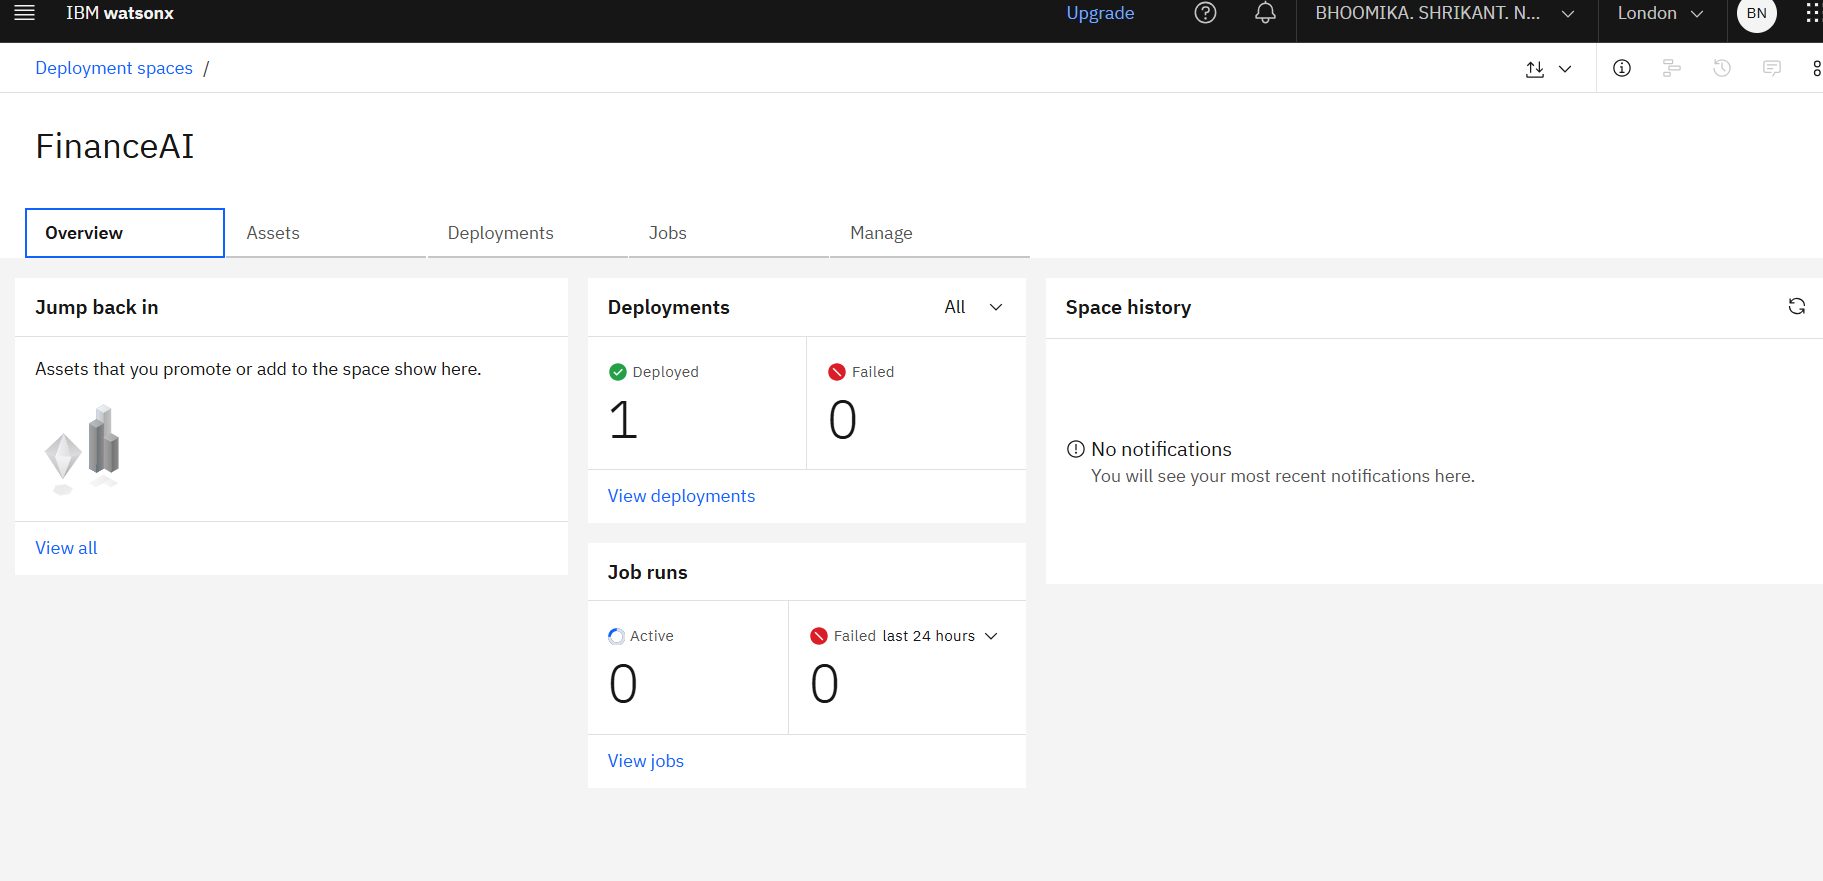 IBM watsonx
Upgrade
BHOOMIKA. SHRIKANT. N...
London
BN
Deployment spaces /
FinanceAI
Overview
Assets
Deployments
Jobs
Manage
Jump back in
Assets that you promote or add to the space show here.
View all
Deployments
All
Deployed
1
Failed
0
View deployments
Job runs
Active
0
Failed last 24 hours
0
View jobs
Space history
No notifications
You will see your most recent notifications here.